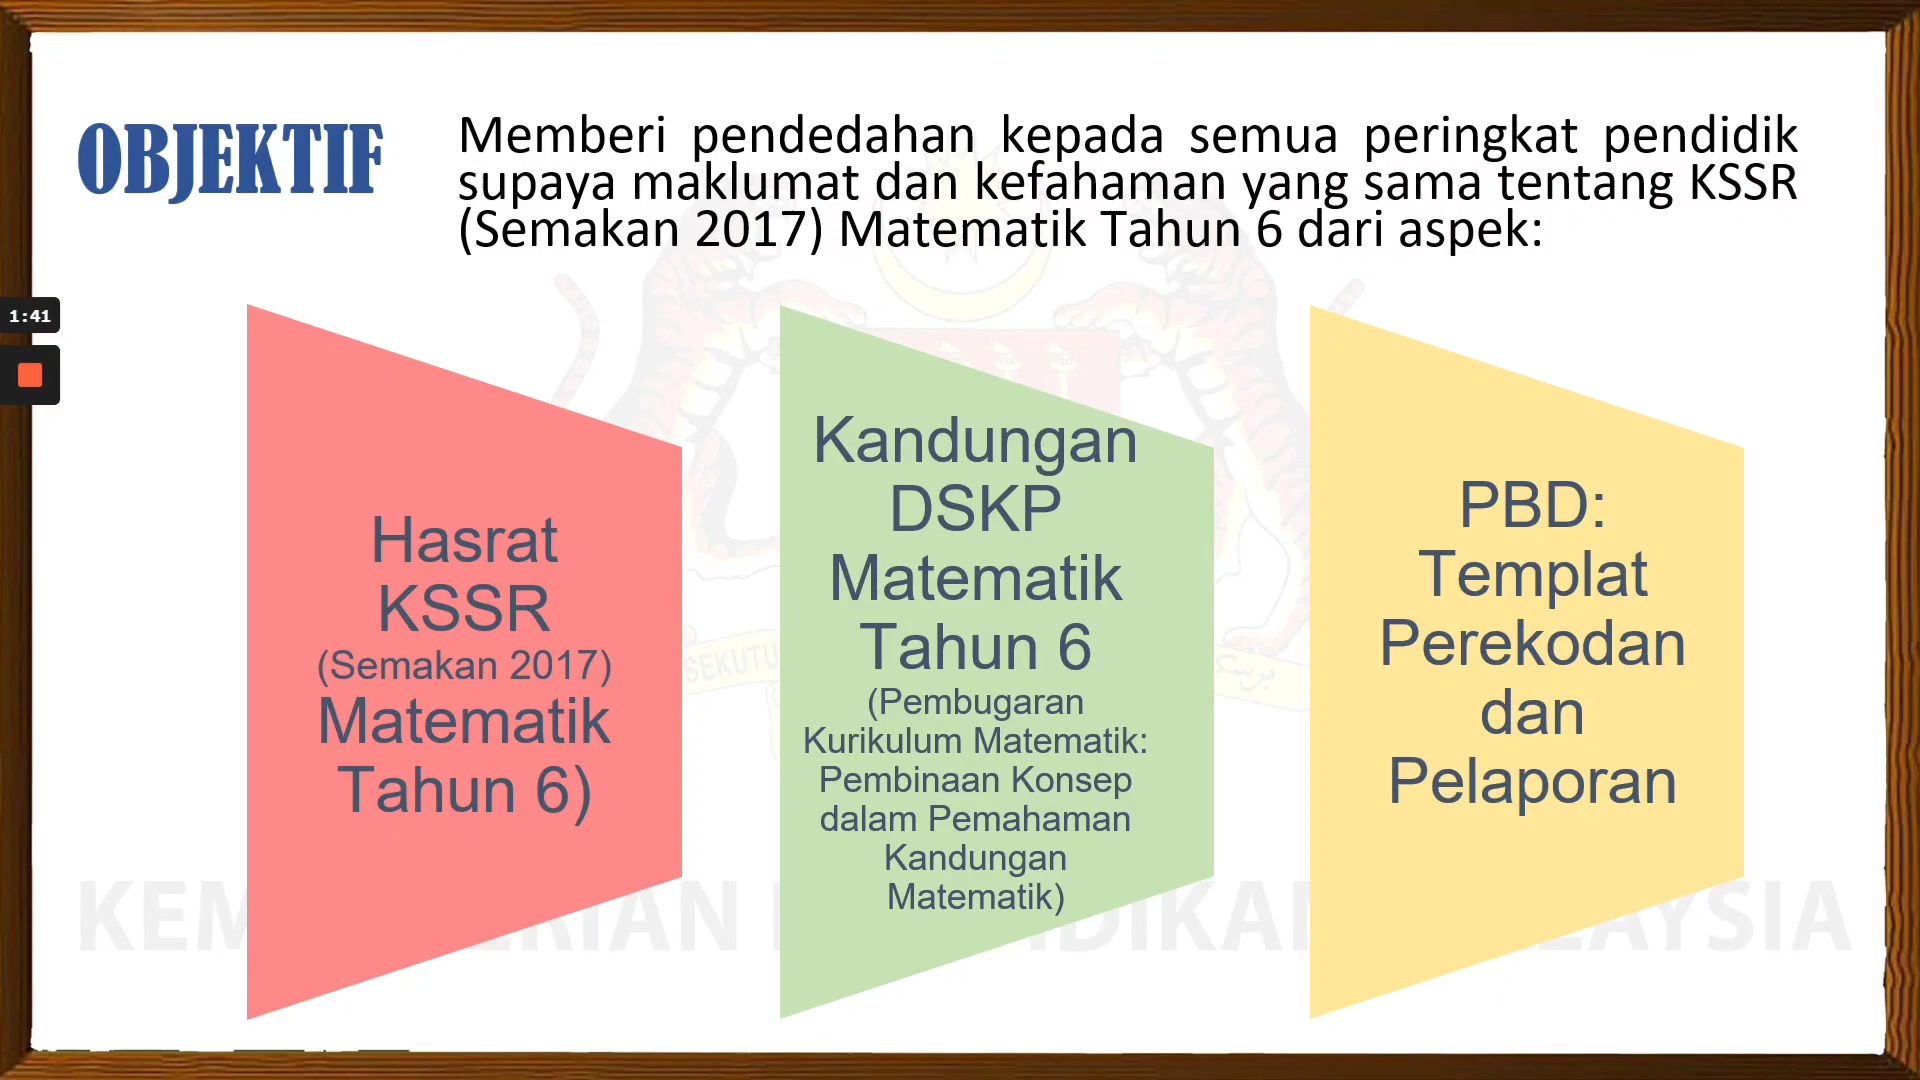 OBJEKTIF
Memberi pendedahan kepada semua peringkat pendidik
supaya maklumat dan kefahaman yang sama tentang KSSR
(Semakan 2017) Matematik Tahun 6 dari aspek:
1:41
Hasrat
KSSR
(Semakan 2017)
Matematik
Tahun 6)
Kandungan
DSKP
Matematik
Tahun 6
(Pembugaran
Kurikulum Matematik:
Pembinaan Konsep
dalam Pemahaman
Kandungan
Matematik)
PBD:
Templat
Perekodan
dan
Pelaporan